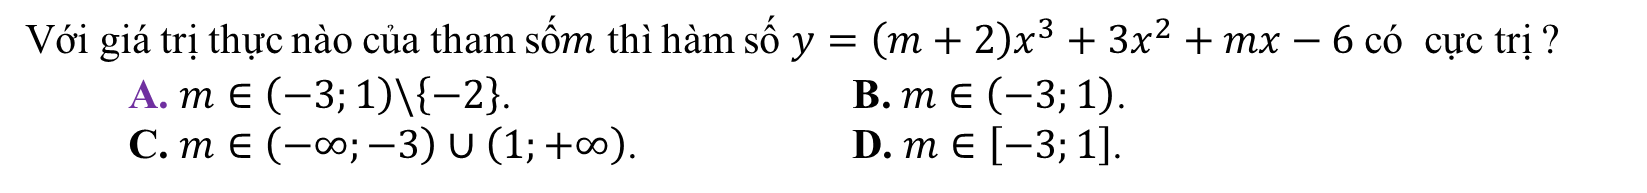 Với giá trị thực nào của tham sốm thì hàm số y = (m + 2)x³ + 3x² + mx − 6 có cực trị ?
A. m ∈ (−3; 1)\{−2}. B. m ∈ (−3; 1).
C. m ∈ (−∞; −3) ∪ (1; +∞). D. m ∈ [−3; 1].